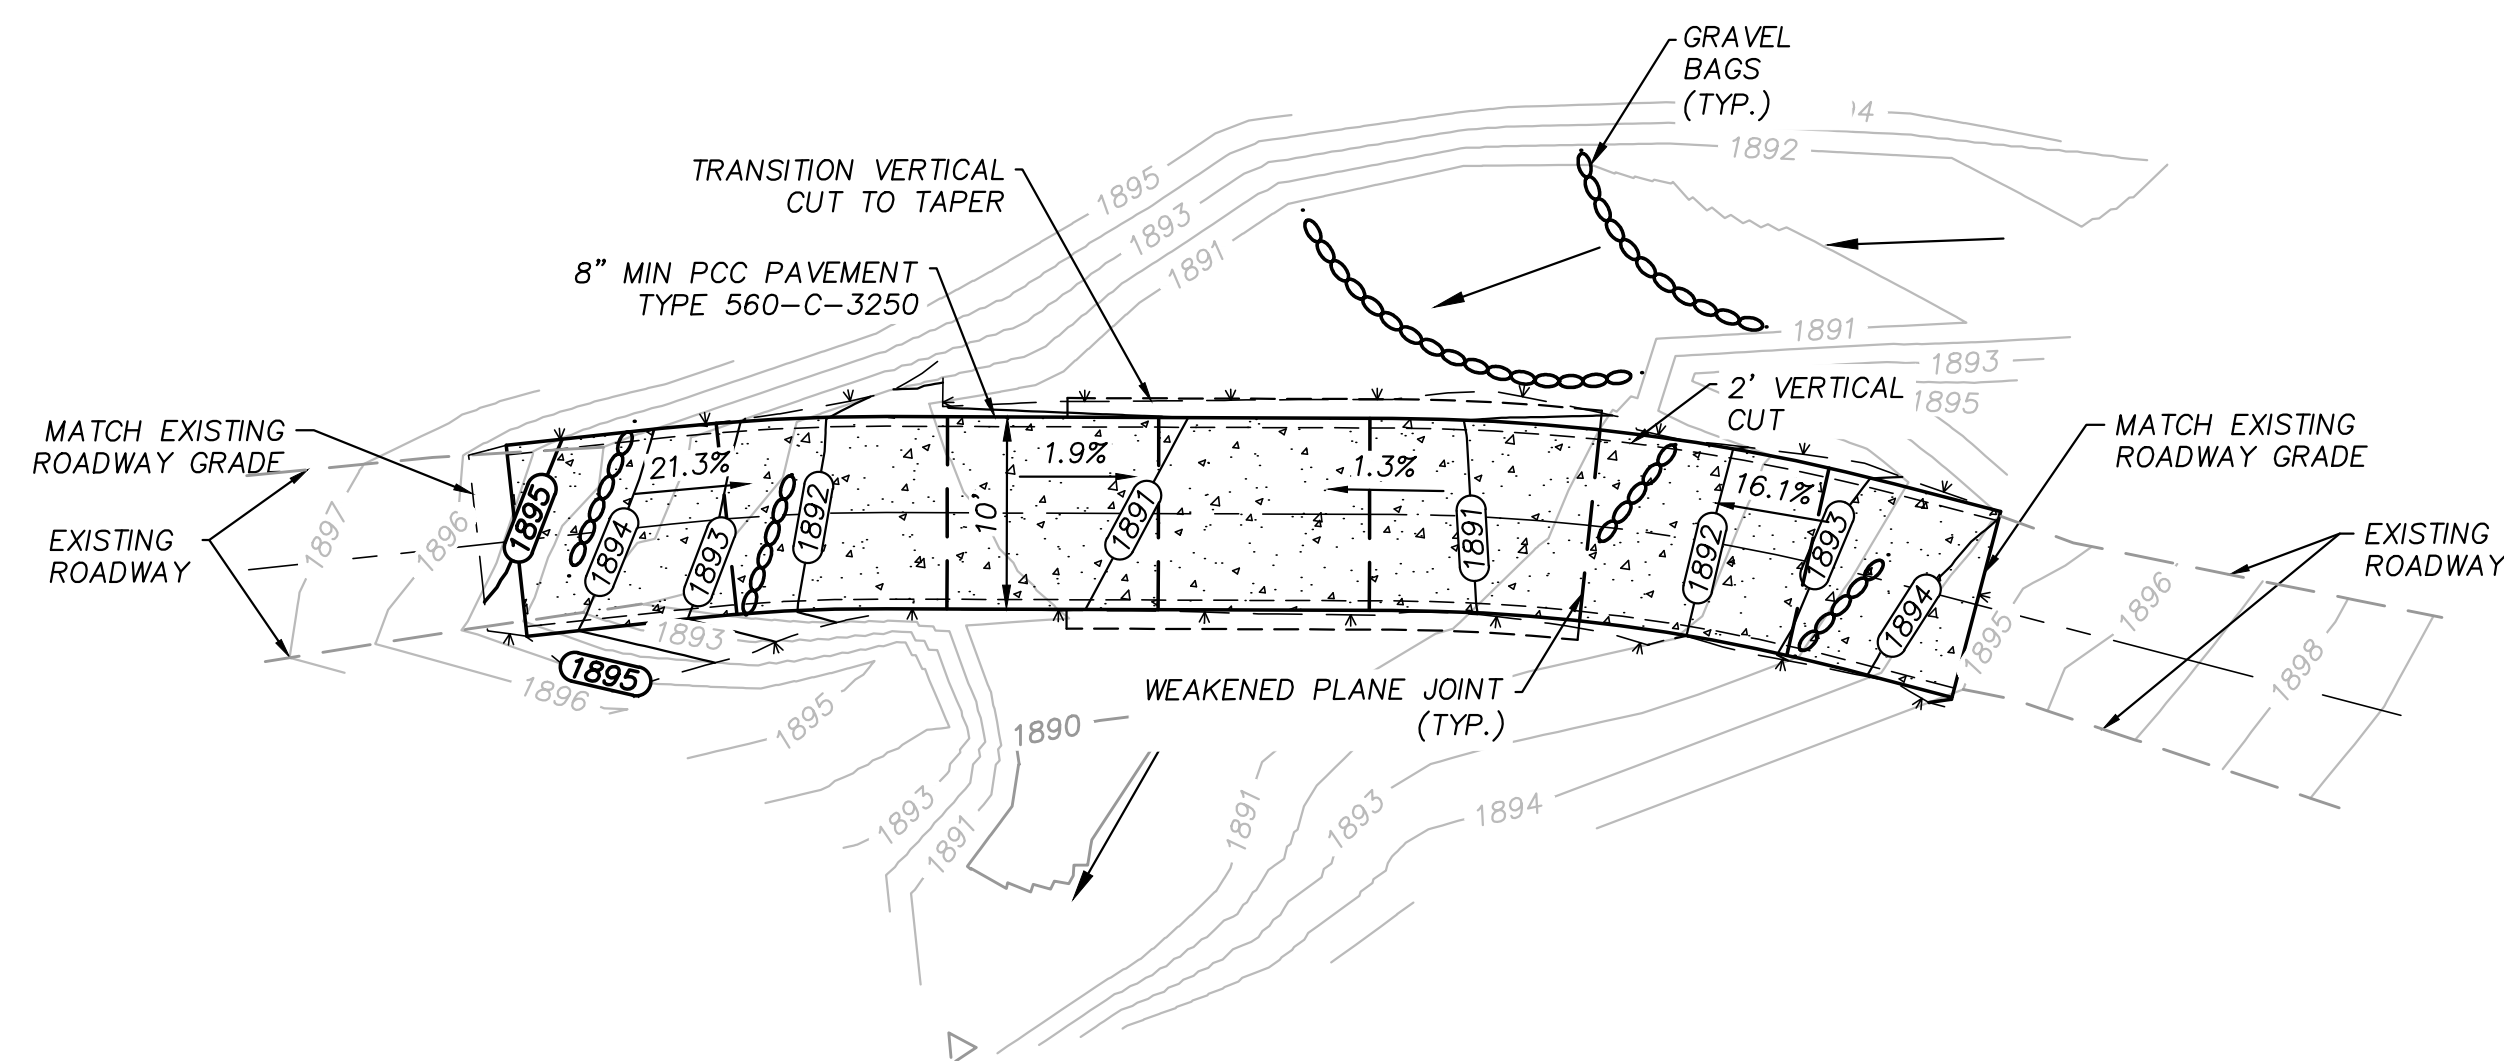 GRAVEL
BAGS
(TYP.)
4
1892
TRANSITION VERTICAL
CUT TO TAPER
1895
1893
1891
8" MIN PCC PAVEMENT
TYPE 560-C-3250
1891
1893
1895
2' VERTICAL
CUT
MATCH EXISTING
ROADWAY GRADE
MATCH EXISTING
ROADWAY GRADE
21.3%
1.9%
1.3%
16.1%
10'
1897
1896
1895
1894
1893
1892
1891
1891
1892
1893
1894
1895
1896
1898
EXISTING
ROADWAY
EXISTING
ROADWAY
1893
1895
1896
1895
1890
WEAKENED PLANE JOINT
(TYP.)
1893
1891
1891
1893
1894